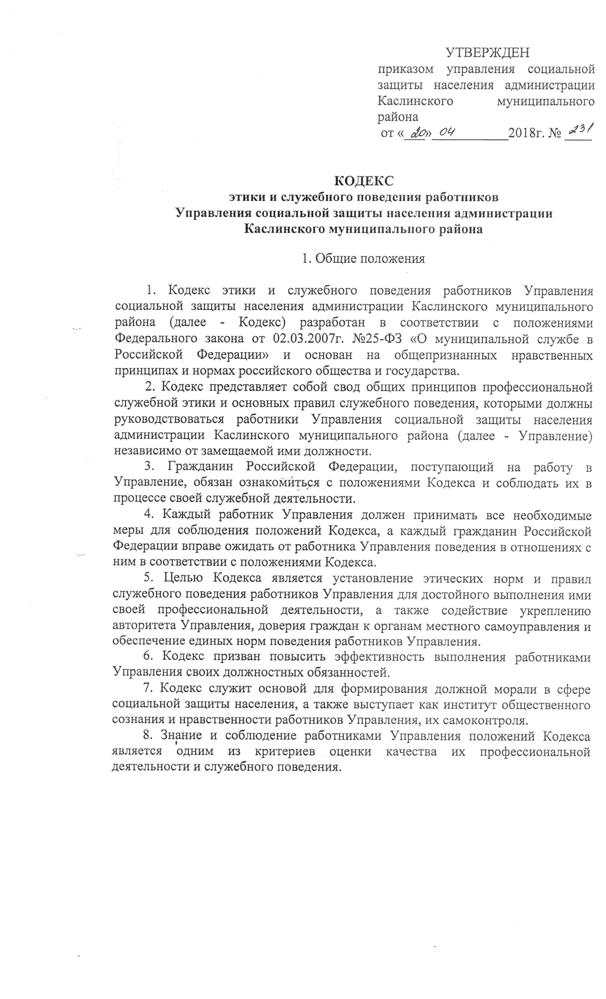 УТВЕРЖДЕН
приказом управления социальной
защиты населения администрации
Каслинского муниципального
района
от «20» 04 2018г. № 231
КОДЕКС
этики и служебного поведения работников
Управления социальной защиты населения администрации
Каслинского муниципального района
1. Общие положения
1. Кодекс этики и служебного поведения работников Управления
социальной защиты населения администрации Каслинского муниципального
района (далее - Кодекс) разработан в соответствии с положениями
Федерального закона от 02.03.2007г. №25-ФЗ «О муниципальной службе в
Российской Федерации» и основан на общепризнанных нравственных
принципах и нормах российского общества и государства.
2. Кодекс представляет собой свод общих принципов профессиональной
служебной этики и основных правил служебного поведения, которыми должны
руководствоваться работники Управления социальной защиты населения
администрации Каслинского муниципального района (далее - Управление)
независимо от замещаемой ими должности.
3. Гражданин Российской Федерации, поступающий на работу в
Управление, обязан ознакомиться с положениями Кодекса и соблюдать их в
процессе своей служебной деятельности.
4. Каждый работник Управления должен принимать все необходимые
меры для соблюдения положений Кодекса, а каждый гражданин Российской
Федерации вправе ожидать от работника Управления поведения в отношениях с
ним в соответствии с положениями Кодекса.
5. Целью Кодекса является установление этических норм и правил
служебного поведения работников Управления для достойного выполнения ими
своей профессиональной деятельности, а также содействие укреплению
авторитета Управления, доверия граждан к органам местного самоуправления и
обеспечение единых норм поведения работников Управления.
6. Кодекс призван повысить эффективность выполнения работниками
Управления своих должностных обязанностей.
7. Кодекс служит основой для формирования должной морали в сфере
социальной защиты населения, а также выступает как институт общественного
сознания и нравственности работников Управления, их самоконтроля.
8. Знание и соблюдение работниками Управления положений Кодекса
является одним из критериев оценки качества их профессиональной
деятельности и служебного поведения.